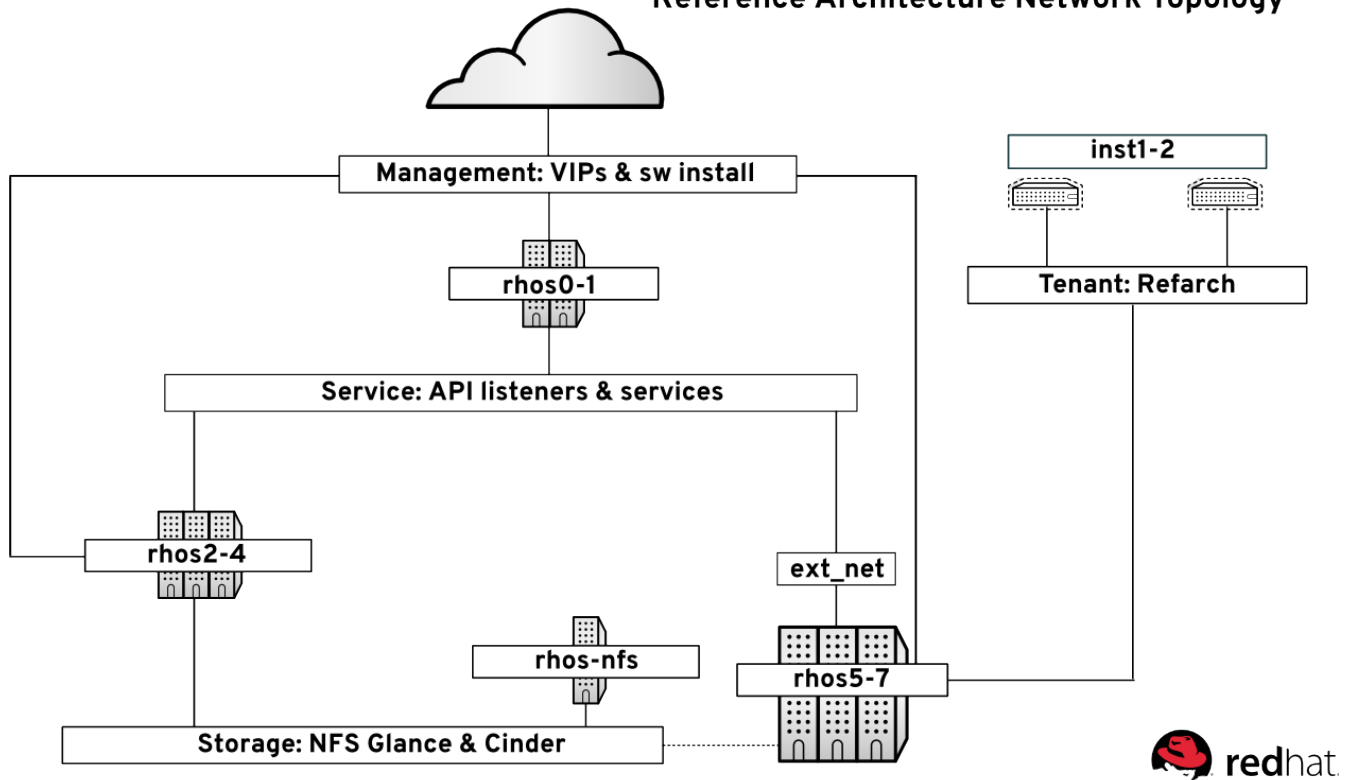 Reference Architecture Network Topology
Management: VIPs & sw install
inst1-2
rhos0-1
Tenant: Refarch
Service: API listeners & services
rhos2-4
ext_net
rhos-nfs
rhos5-7
Storage: NFS Glance & Cinder
redhat.